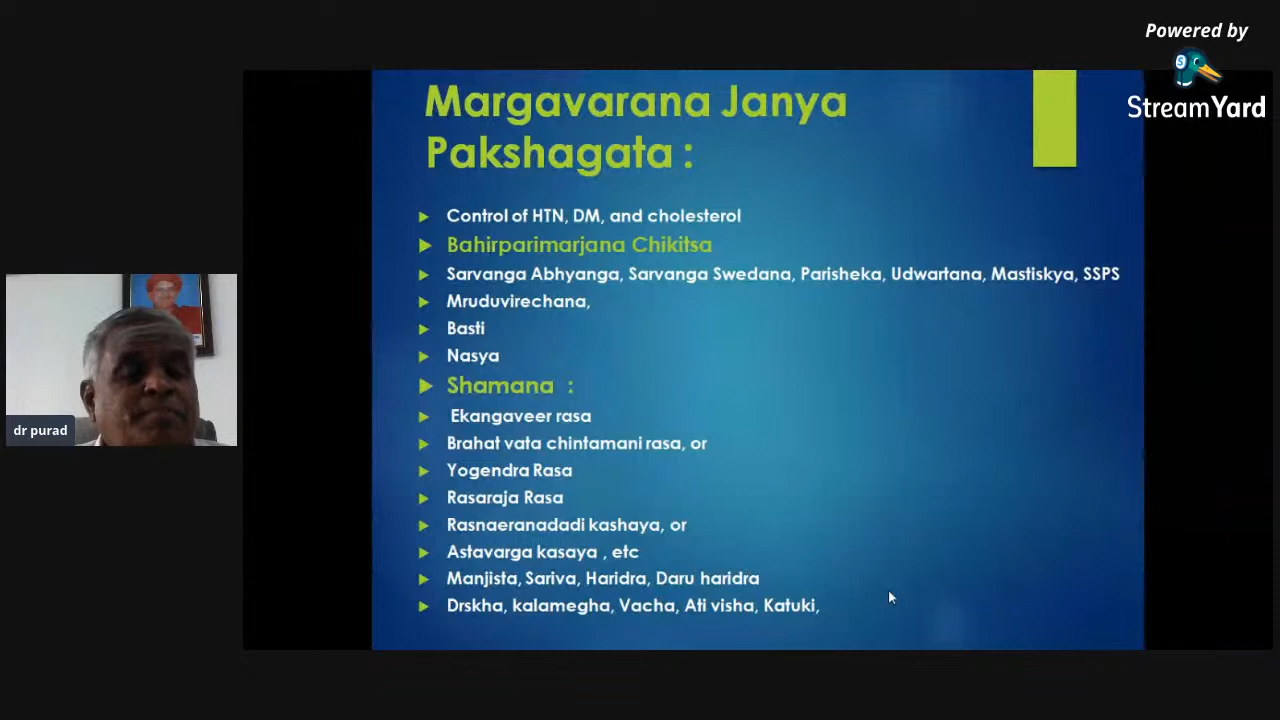 Powered by
StreamYard
Margavarana Janya
Pakshagata :
Control of HTN, DM, and cholesterol
Bahirparimarjana Chikitsa
Sarvanga Abhyanga, Sarvanga Swedana, Parisheka, Udwartana, Mastiskya, SSPS
Mruduvirechana,
Basti
Nasya
Shamana :
Ekangaveer rasa
Brahat vata chintamani rasa, or
Yogendra Rasa
Rasaraja Rasa
Rasnaeranadadi kashaya, or
Astavarga kasaya , etc
Manjista, Sariva, Haridra, Daru haridra
Drskha, kalamegha, Vacha, Ati visha, Katuki,
dr purad